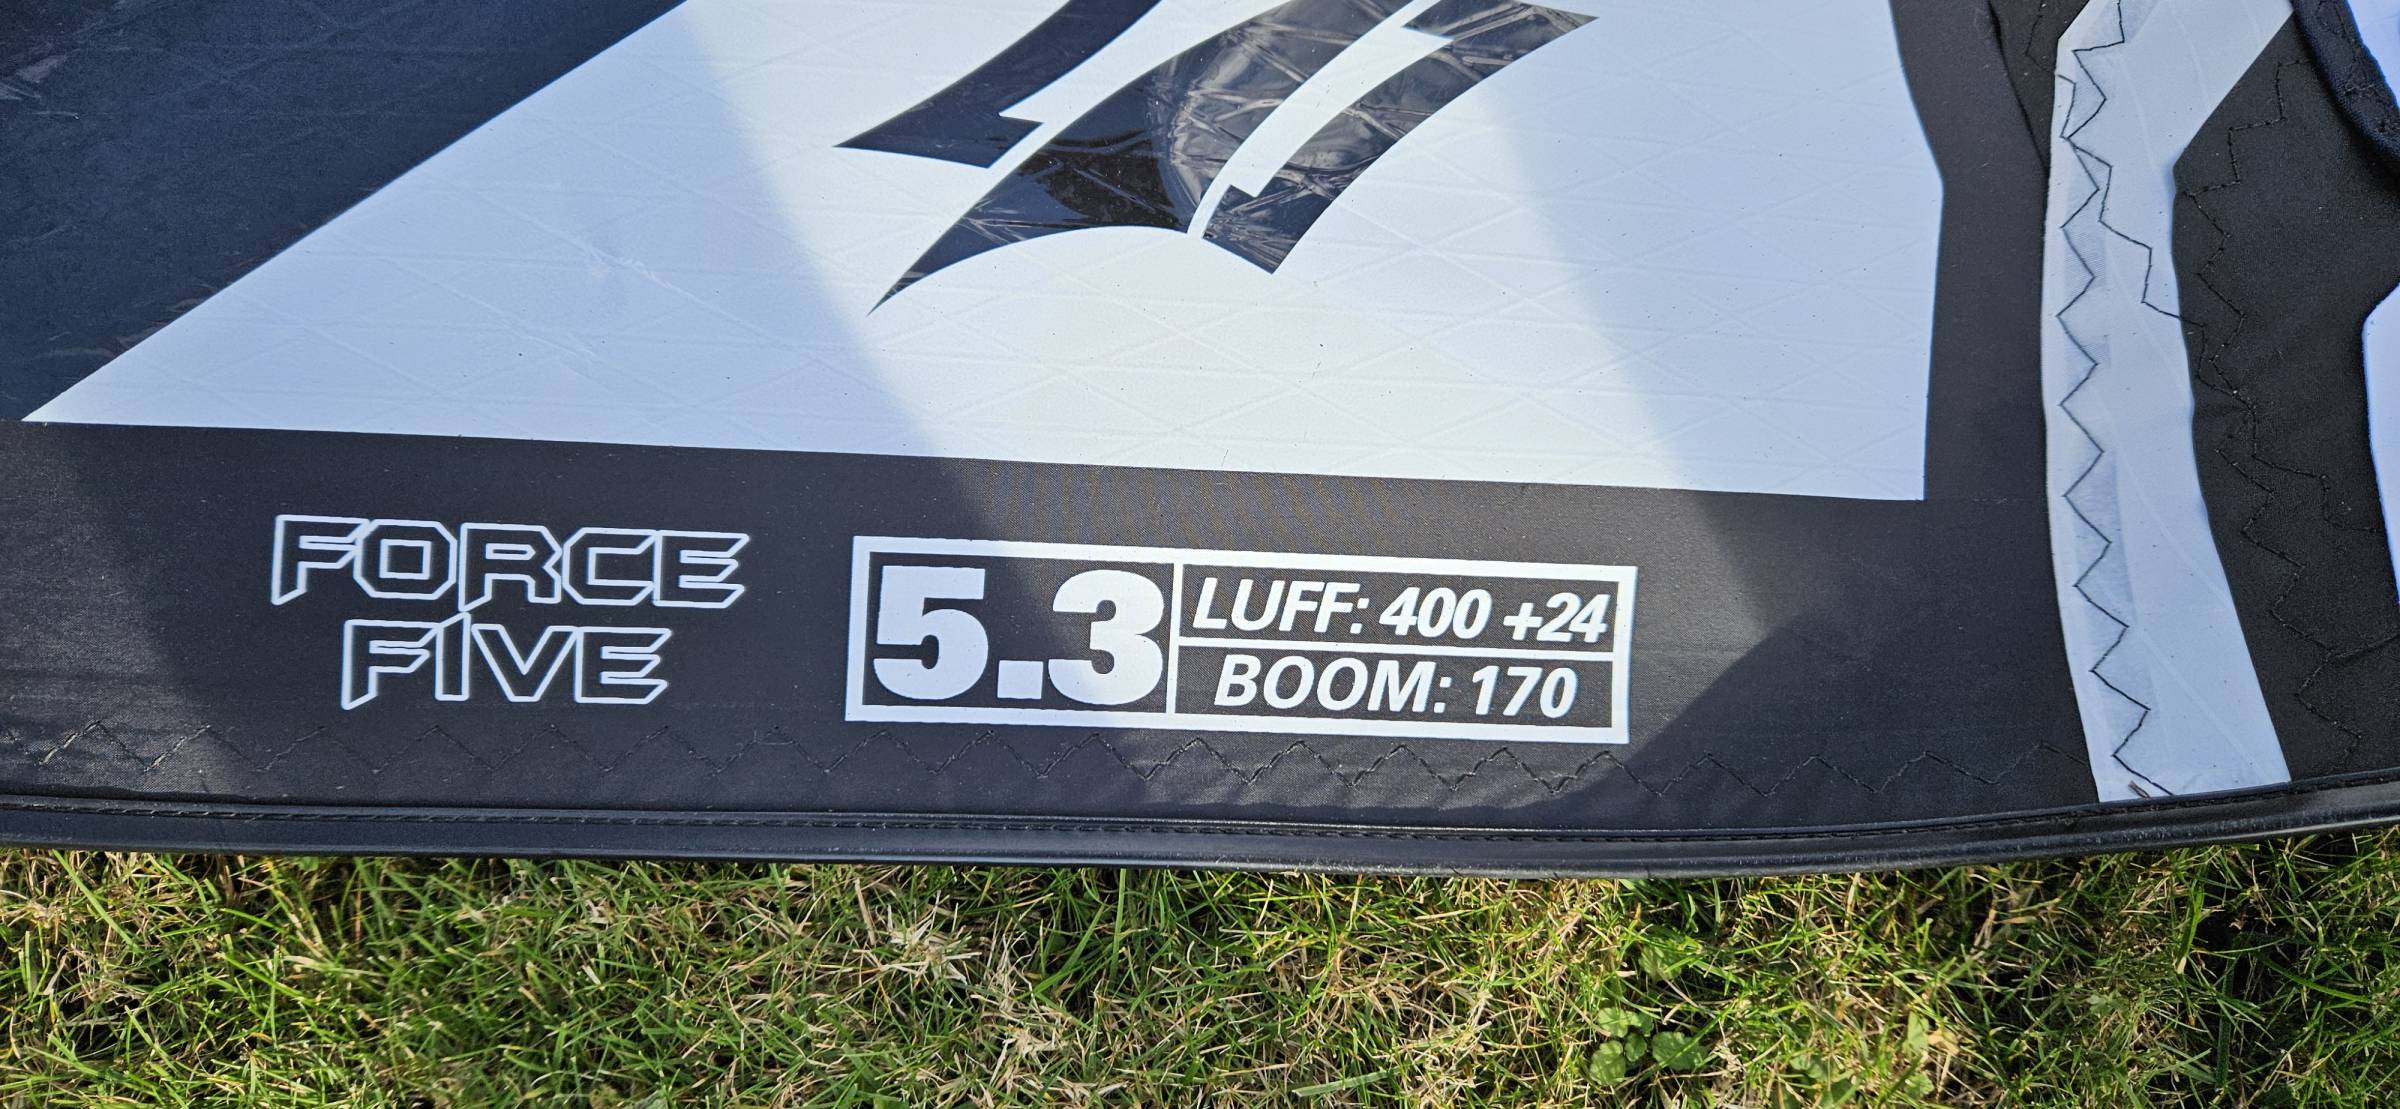 FORCE
FIVE
5.3
LUFF: 400 +24
BOOM: 170